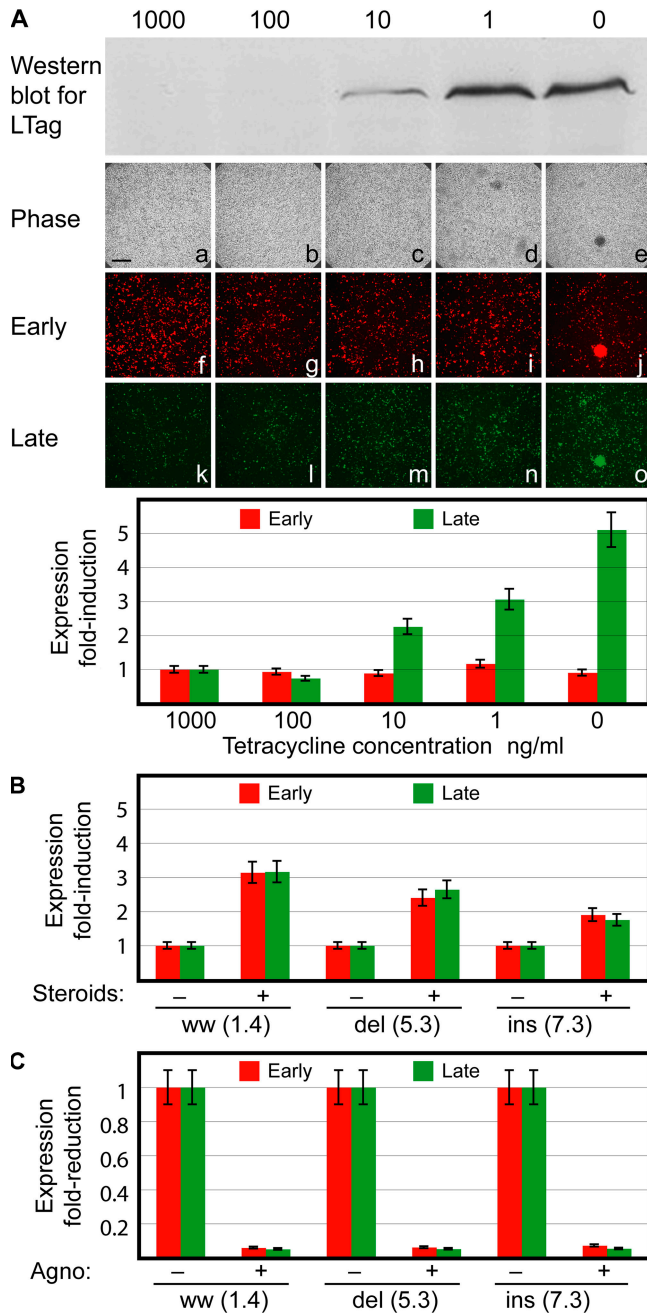 A
1000 100 10 1 0
Western
blot for
LTag
Phase
a b c d e
Early
f g h i j
Late
k l m n o
Early Late
Expression
fold-induction
5
3
2
1
1000 100 10 1 0
Tetracycline concentration ng/ml
B
Early Late
Expression
fold-induction
5
4
3
2
1
Steroids: – + – + – +
ww (1.4) del (5.3) ins (7.3)
C
Early Late
Expression
fold-reduction
1
0.8
0.6
0.4
0.2
Agno: – + – + – +
ww (1.4) del (5.3) ins (7.3)